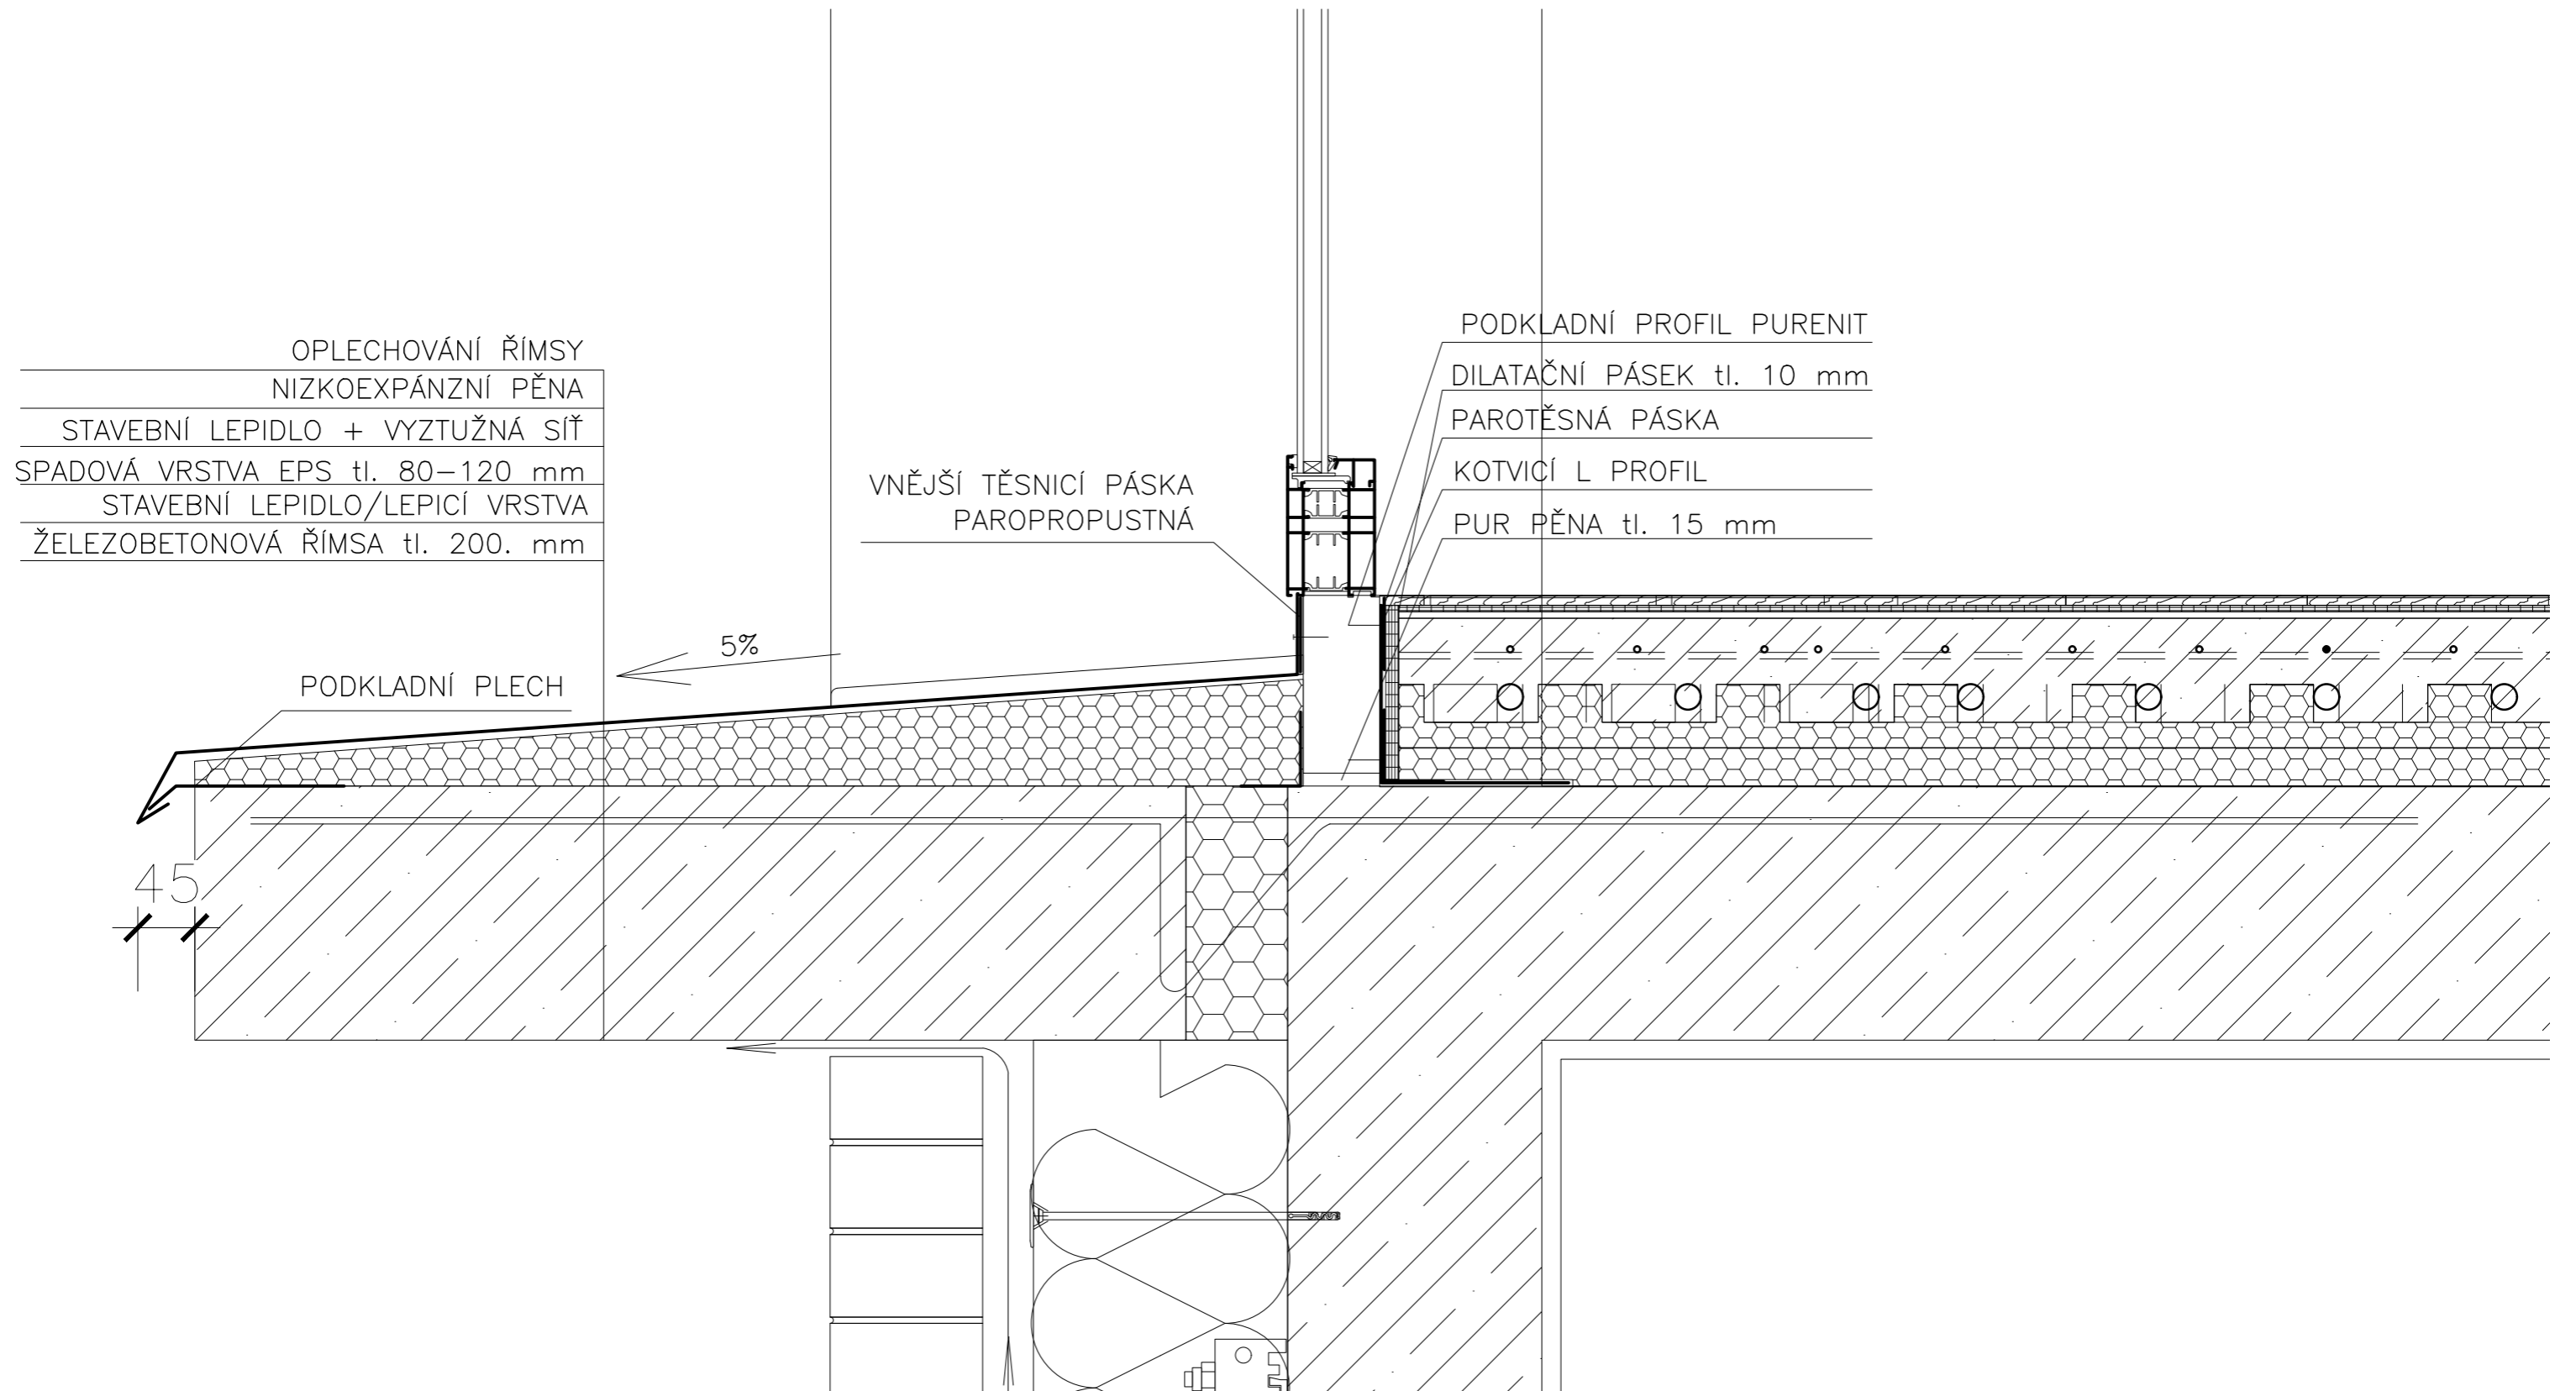 OPLECHOVÁNÍ ŘÍMSY
NIZKOEXPÁNZNÍ PĚNA
STAVEBNÍ LEPIDLO + VYZTUŽNÁ SÍŤ
SPADOVÁ VRSTVA EPS tl. 80–120 mm
STAVEBNÍ LEPIDLO/LEPICÍ VRSTVA
ŽELEZOBETONOVÁ ŘÍMSA tl. 200. mm
VNĚJŠÍ TĚSNICÍ PÁSKA
PAROPROPUSTNÁ
PODKLADNÍ PROFIL PURENIT
DILATAČNÍ PÁSEK tl. 10 mm
PAROTĚSNÁ PÁSKA
KOTVICÍ L PROFIL
PUR PĚNA tl. 15 mm
5%
PODKLADNÍ PLECH
45